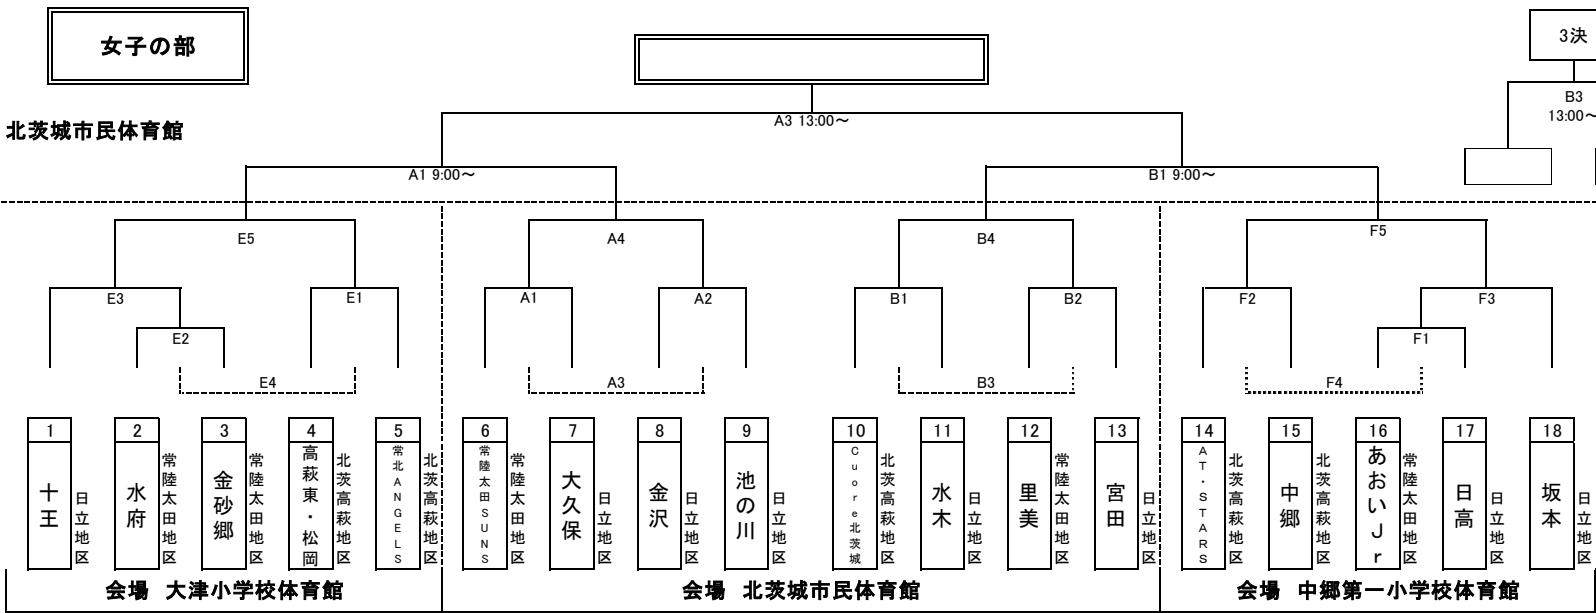 女子の部
3決
B3
13:00～
北茨城市民体育館
A3 13:00～
A1 9:00～
B1 9:00～
E5
A4
B4
F5
E3
E1
A1
A2
B1
B2
F2
F3
E2
F1
E4
A3
B3
F4
1
十王
日立地区
2
水府
常陸太田地区
3
金砂郷
常陸太田地区
4
高萩東・松岡
北茨高萩地区
5
常北ANGELS
北茨高萩地区
6
常陸太田SUNS
常陸太田地区
7
大久保
日立地区
8
金沢
日立地区
9
池の川
日立地区
10
Cuore北茨城
北茨高萩地区
11
水木
日立地区
12
里美
常陸太田地区
13
宮田
日立地区
14
AT・STARS
北茨高萩地区
15
中郷
北茨高萩地区
16
あおいJr
常陸太田地区
17
日高
日立地区
18
坂本
日立地区
会場 大津小学校体育館
会場 北茨城市民体育館
会場 中郷第一小学校体育館